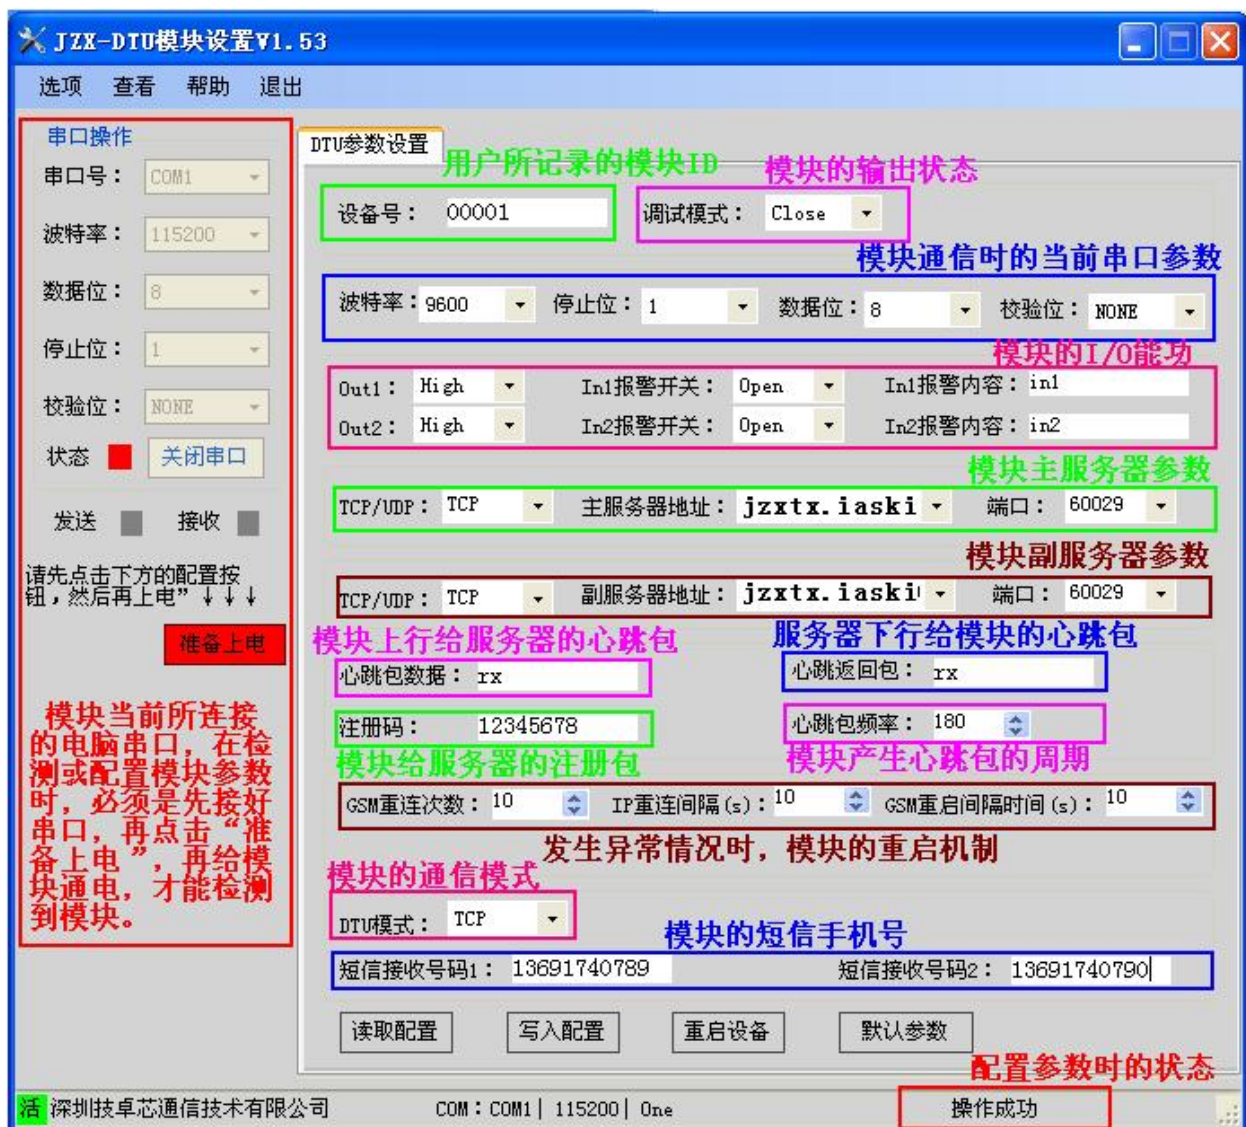 JZX-DTU模块设置V1.53
选项 查看 帮助 退出
串口操作
串口号： COM1
波特率： 115200
数据位： 8
停止位： 1
校验位： NONE
状态 关闭串口
发送 接收
请先点击下方的配置按
钮，然后再上电”↓↓↓
准备上电
模块当前所连接
的电脑串口，在检
测或配置模块参数
时，必须是先接好
串口，再点击“准
备上电”，再给模
块通电，才能检测
到模块。
DTU参数设置
用户所记录的模块ID 模块的输出状态
设备号： 00001 调试模式： Close
模块通信时的当前串口参数
波特率：9600 停止位：1 数据位：8 校验位：NONE
模块的I/O能功
Out1： High In1报警开关： Open In1报警内容：in1
Out2： High In2报警开关： Open In2报警内容：in2
模块主服务器参数
TCP/UDP： TCP 主服务器地址： jzxtx.iaski 端口： 60029
模块副服务器参数
TCP/UDP： TCP 副服务器地址： jzxtx.iaski 端口： 60029
模块上行给服务器的心跳包 服务器下行给模块的心跳包
心跳包数据： rx 心跳返回包： rx
注册码： 12345678 心跳包频率： 180
模块给服务器的注册包 模块产生心跳包的周期
GSM重连次数： 10 IP重连间隔(s)：10 GSM重启间隔时间(s)： 10
发生异常情况时，模块的重启机制
模块的通信模式
DTU模式： TCP
模块的短信手机号
短信接收号码1： 13691740789 短信接收号码2： 13691740790
读取配置 写入配置 重启设备 默认参数
配置参数时的状态
活 深圳技卓芯通信技术有限公司 COM：COM1| 115200| One 操作成功